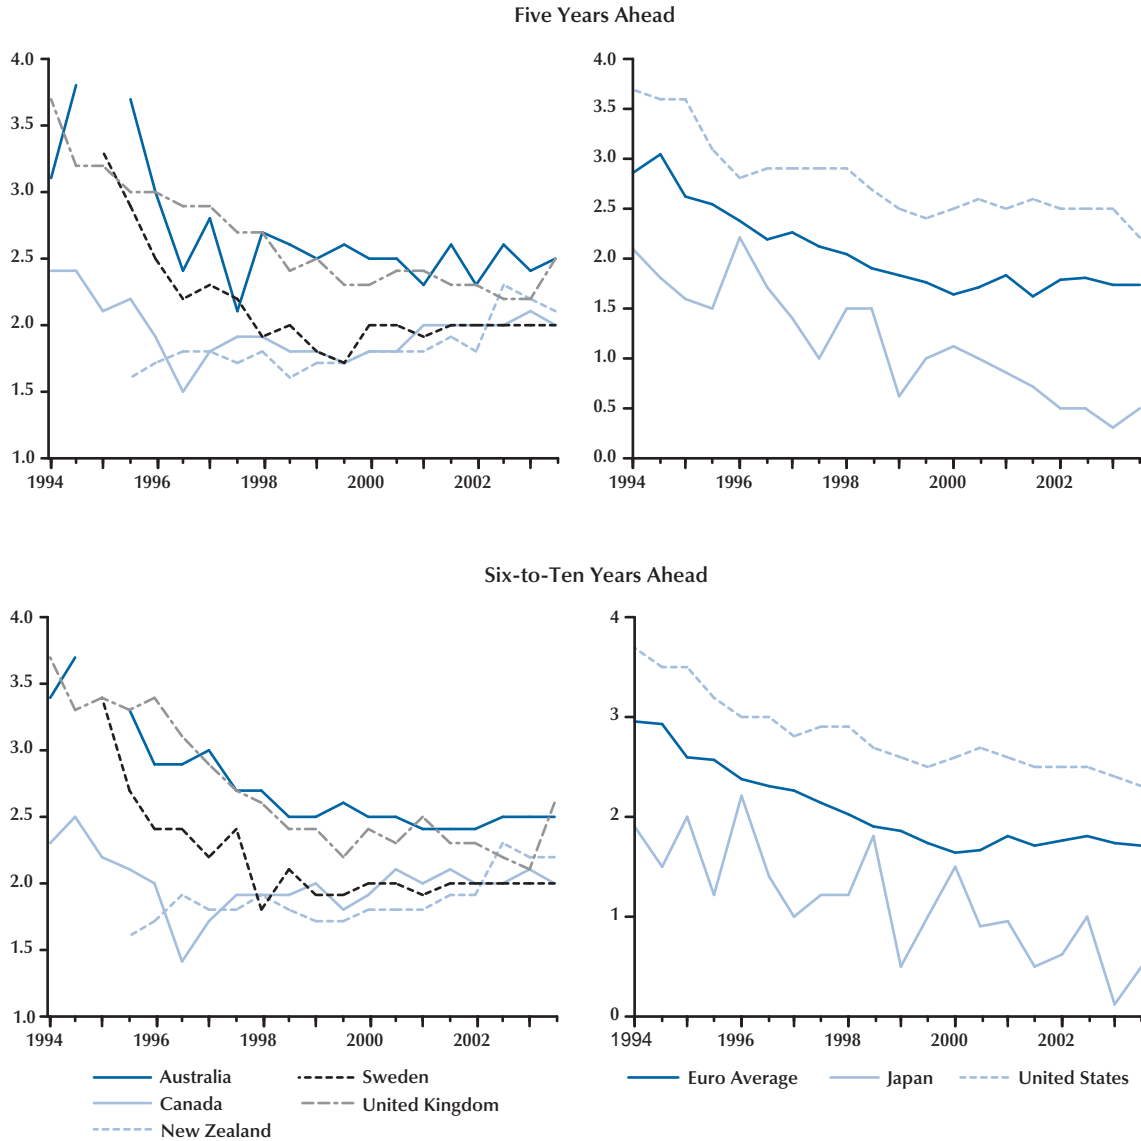 Five Years Ahead
4.0
3.5
3.0
2.5
2.0
1.5
1.0
1994 1996 1998 2000 2002
4.0
3.5
3.0
2.5
2.0
1.5
1.0
0.5
0.0
1994 1996 1998 2000 2002
Six-to-Ten Years Ahead
4.0
3.5
3.0
2.5
2.0
1.5
1.0
1994 1996 1998 2000 2002
4
3
2
1
0
1994 1996 1998 2000 2002
Australia Sweden
Canada United Kingdom
New Zealand
Euro Average Japan United States